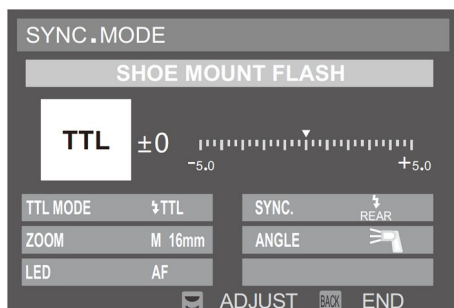 SYNC.MODE
SHOE MOUNT FLASH
TTL ±0
-5.0 +5.0
TTL MODE TTL SYNC. REAR
ZOOM M 16mm ANGLE
LED AF
ADJUST BACK END